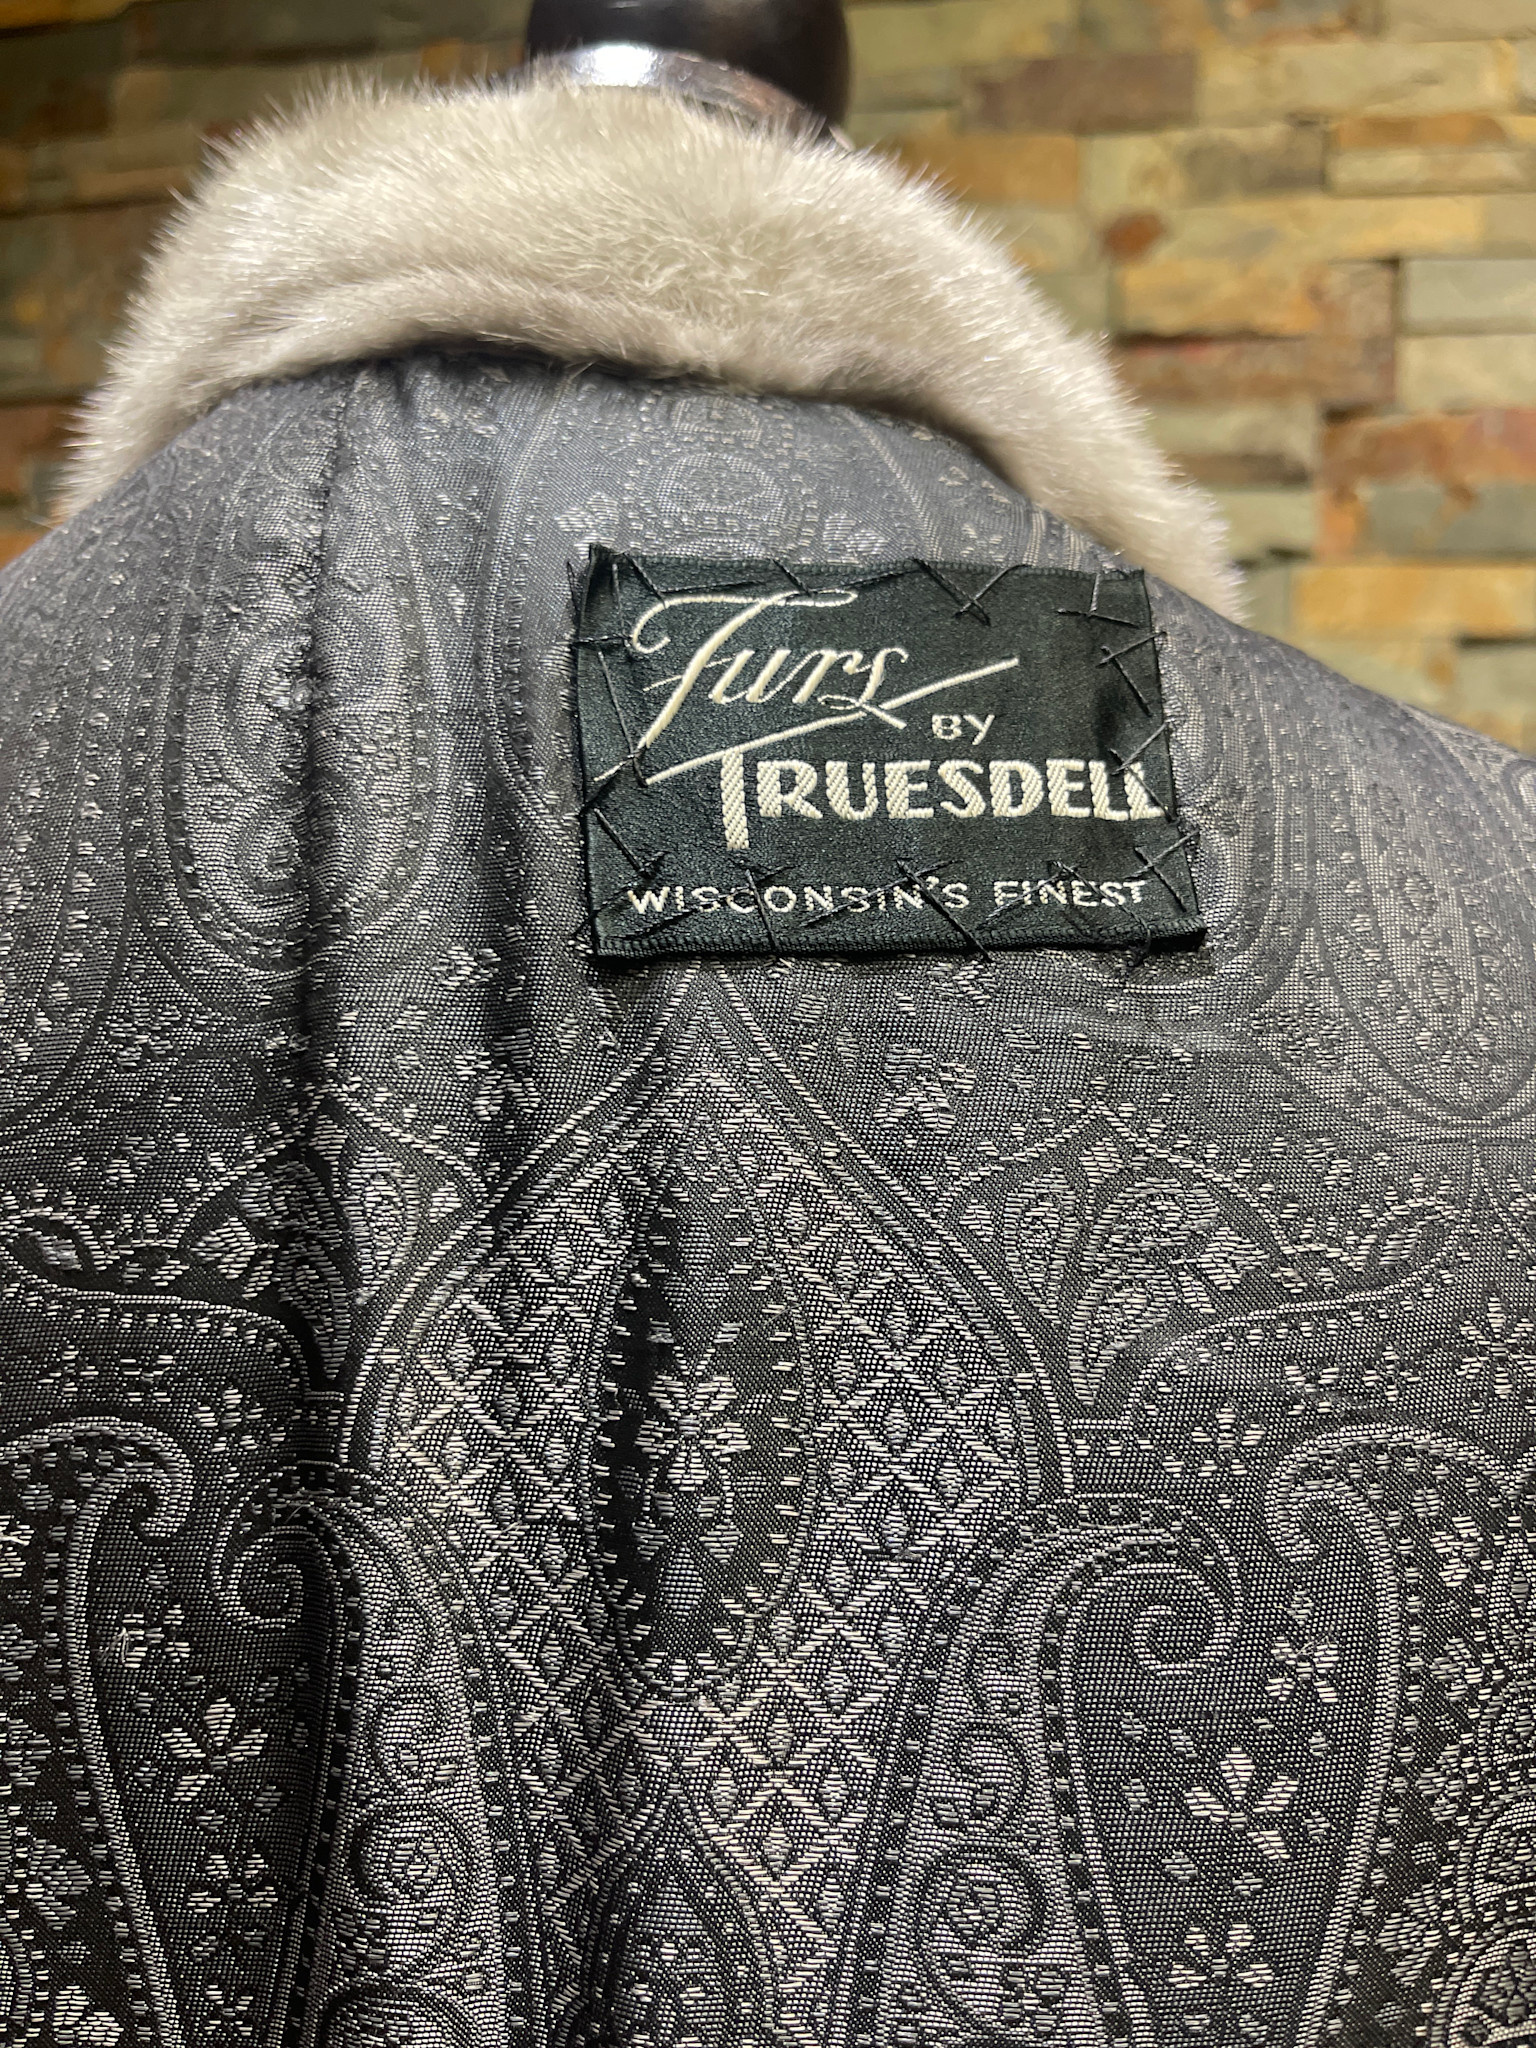 Furs
BY
TRUESDELL
WISCONSIN'S FINEST